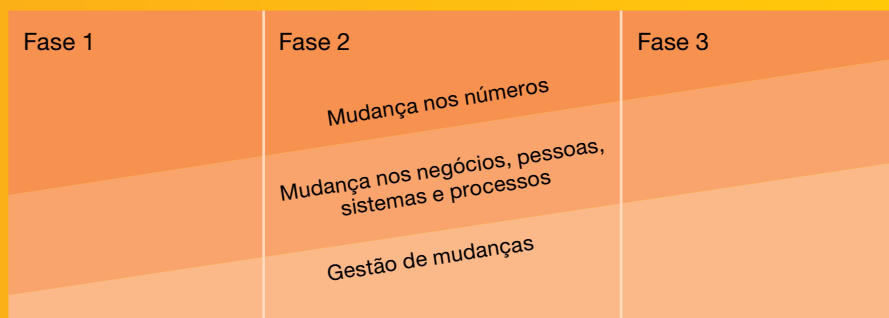 Fase 1
Fase 2
Fase 3
Mudança nos números
Mudança nos negócios, pessoas,
sistemas e processos
Gestão de mudanças